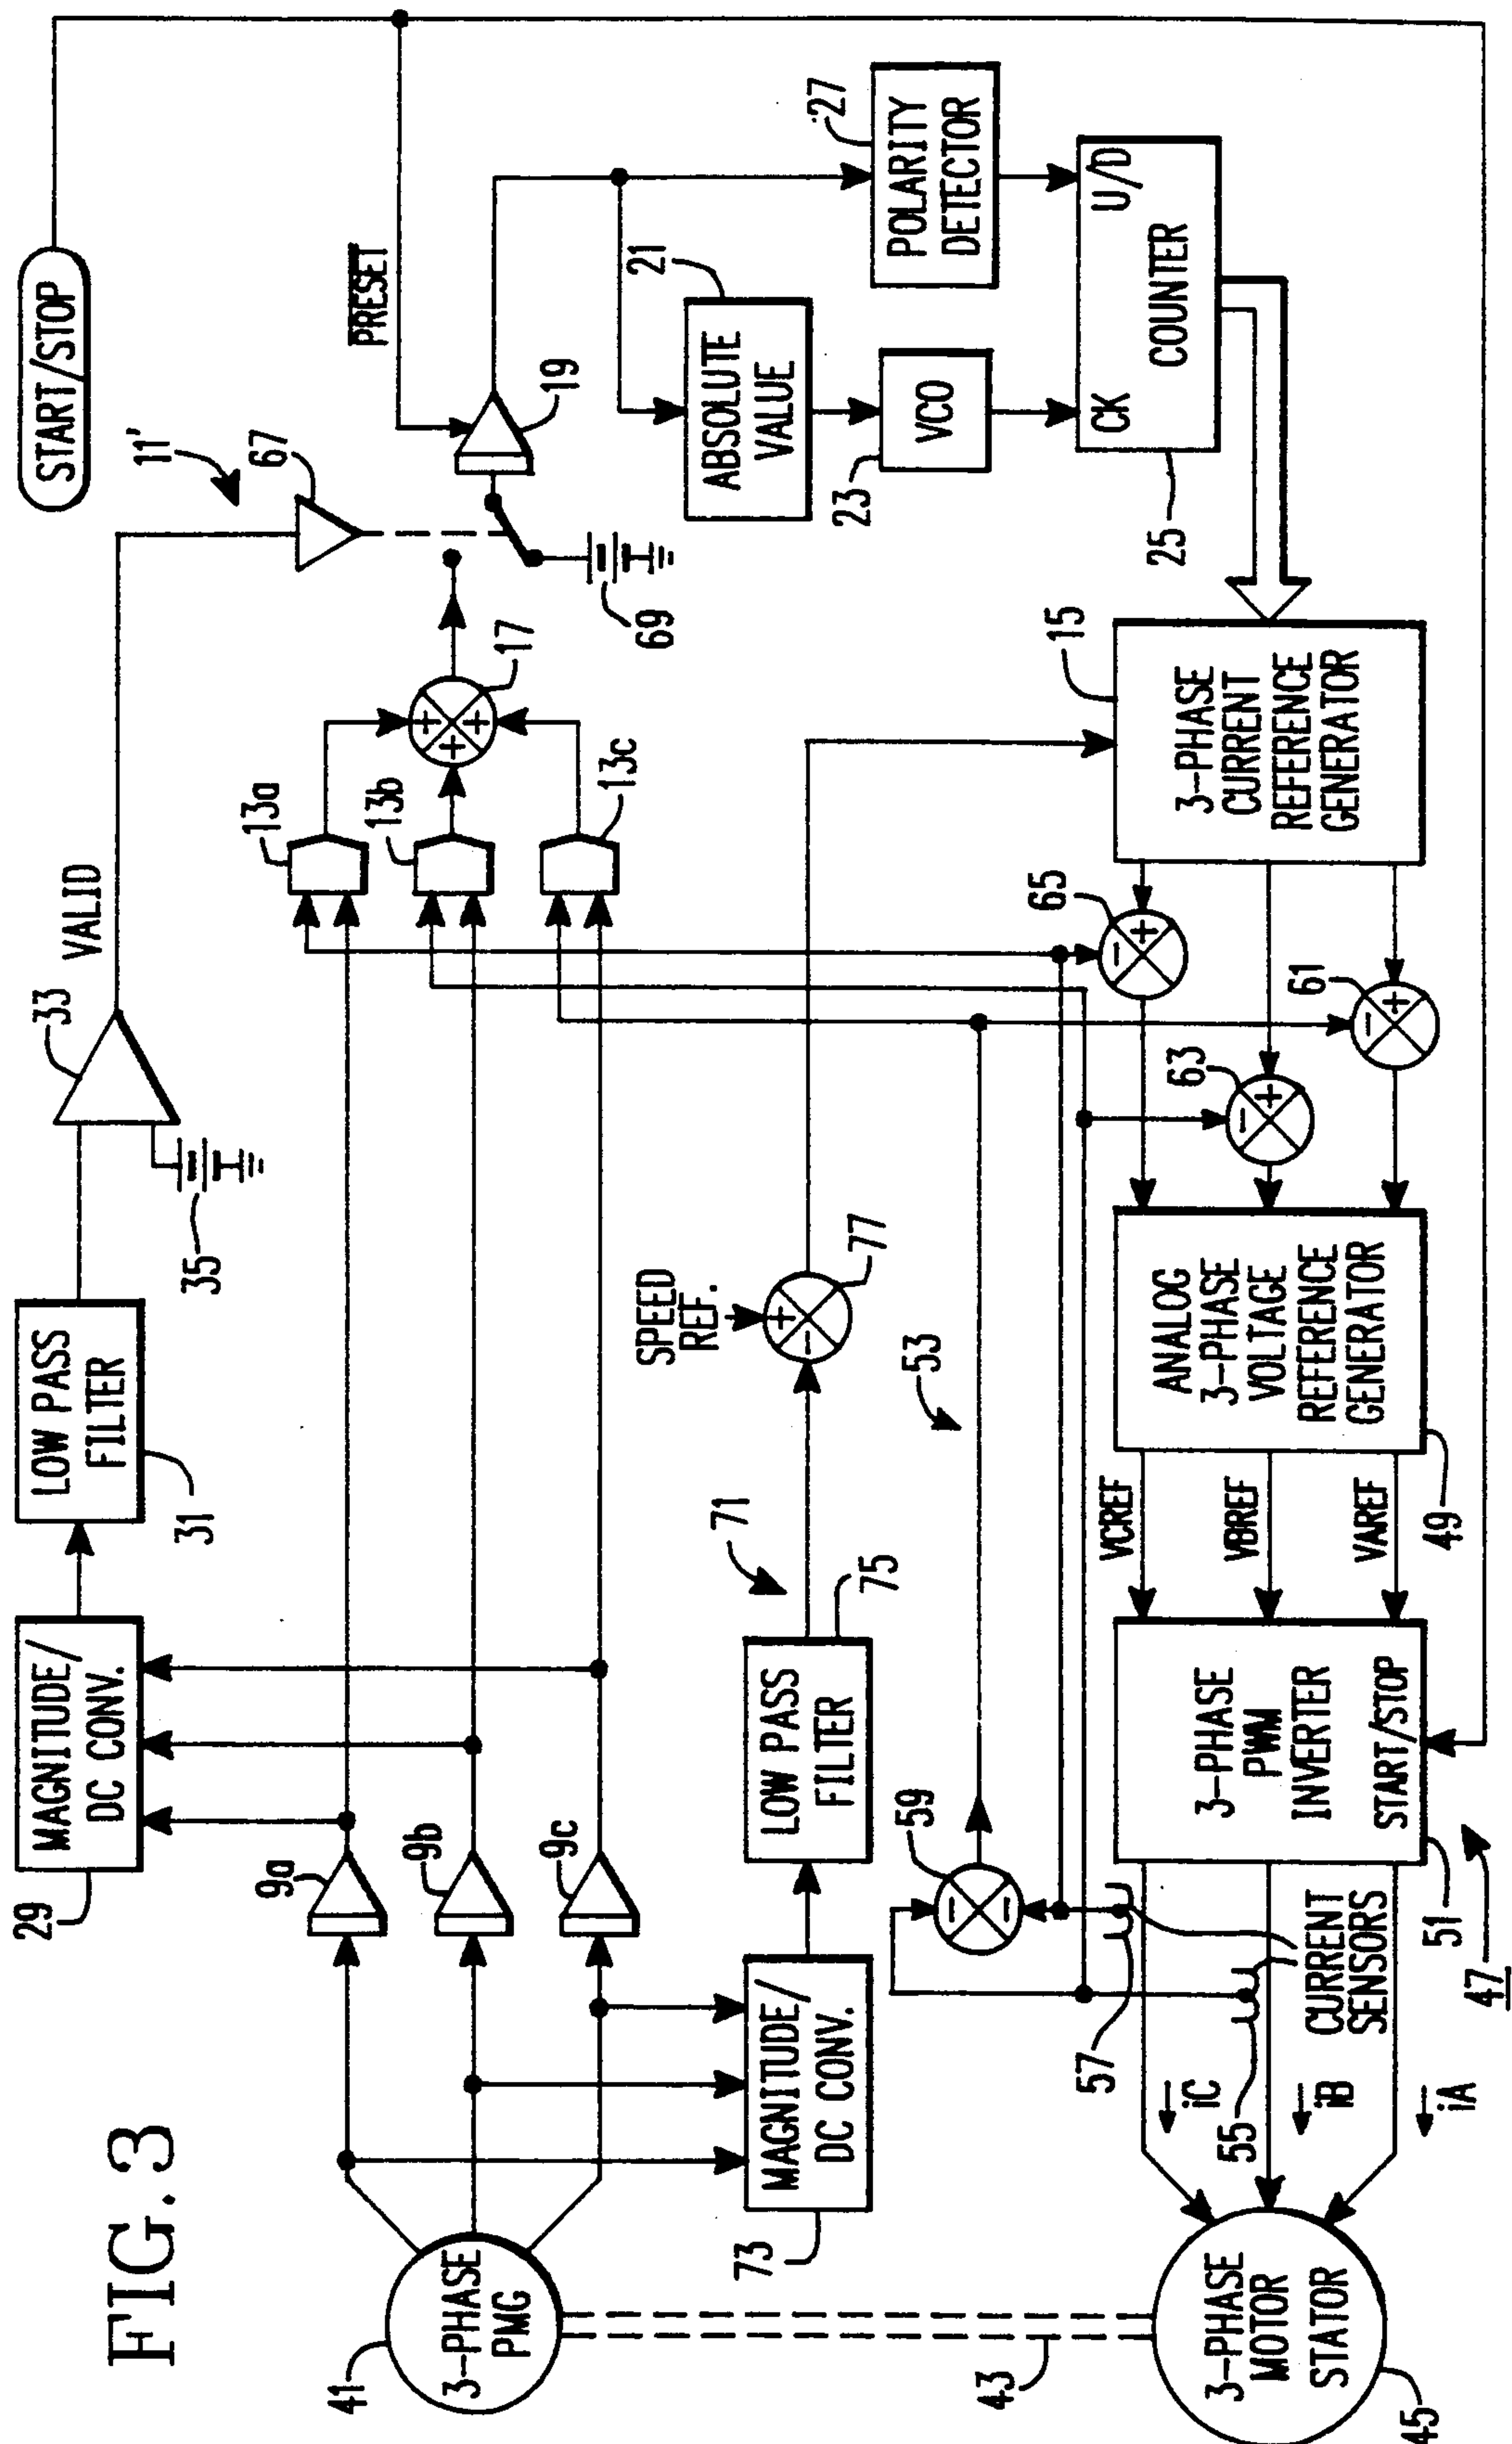 FIG. 3
START/STOP
29
MAGNITUDE/
DC CONV.
31
LOW PASS
FILTER
33
35
VALID
11'
67
PRESET
19
69
17
13a
13b
13c
9a
9b
9c
41
3-PHASE
PMG
43
73
MAGNITUDE/
DC CONV.
75
LOW PASS
FILTER
71
SPEED
REF.
77
53
59
21
ABSOLUTE
VALUE
23
VCO
27
POLARITY
DETECTOR
CK
U/D
COUNTER
25
15
3-PHASE
CURRENT
REFERENCE
GENERATOR
65
63
61
ANALOG
3-PHASE
VOLTAGE
REFERENCE
GENERATOR
49
VCREF
VBREF
VAREF
3-PHASE
PWM
INVERTER
START/STOP
51
47
CURRENT
SENSORS
57
55
iC
iB
iA
3-PHASE
MOTOR
STATOR
45